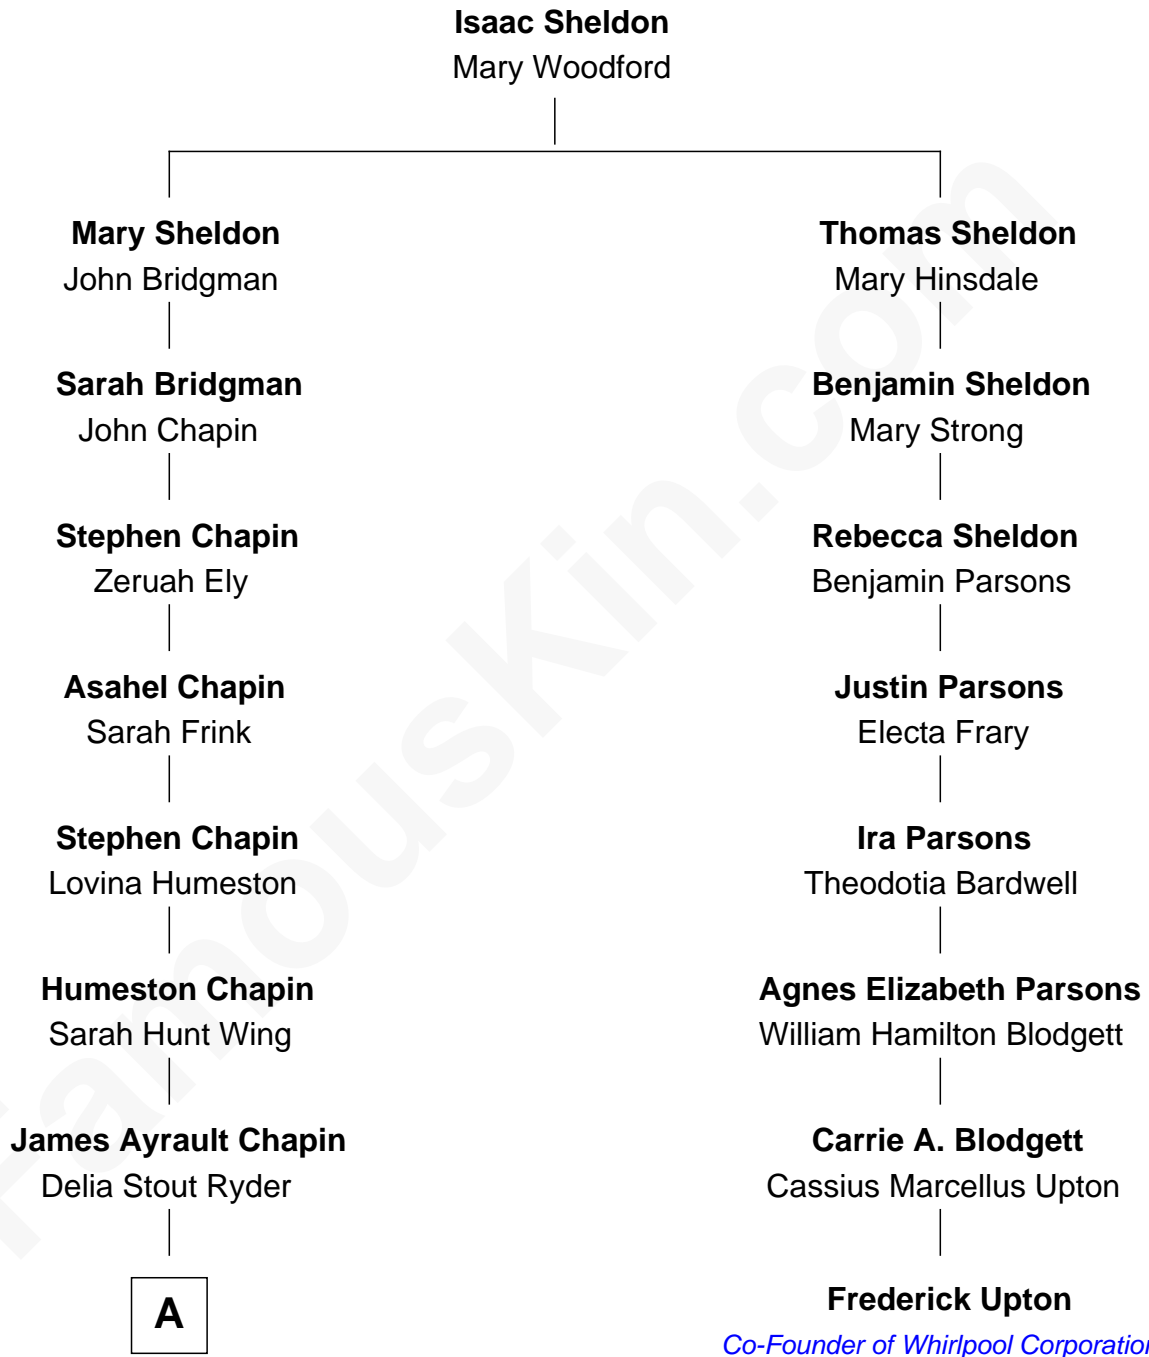 Isaac Sheldon
Mary Woodford
Mary Sheldon
John Bridgman
Thomas Sheldon
Mary Hinsdale
Sarah Bridgman
John Chapin
Benjamin Sheldon
Mary Strong
Stephen Chapin
Zeruah Ely
Rebecca Sheldon
Benjamin Parsons
Asahel Chapin
Sarah Frink
Justin Parsons
Electa Frary
Stephen Chapin
Lovina Humeston
Ira Parsons
Theodotia Bardwell
Humeston Chapin
Sarah Hunt Wing
Agnes Elizabeth Parsons
William Hamilton Blodgett
James Ayrault Chapin
Delia Stout Ryder
Carrie A. Blodgett
Cassius Marcellus Upton
A
Frederick Upton
Co-Founder of Whirlpool Corporation
FamousKin.com